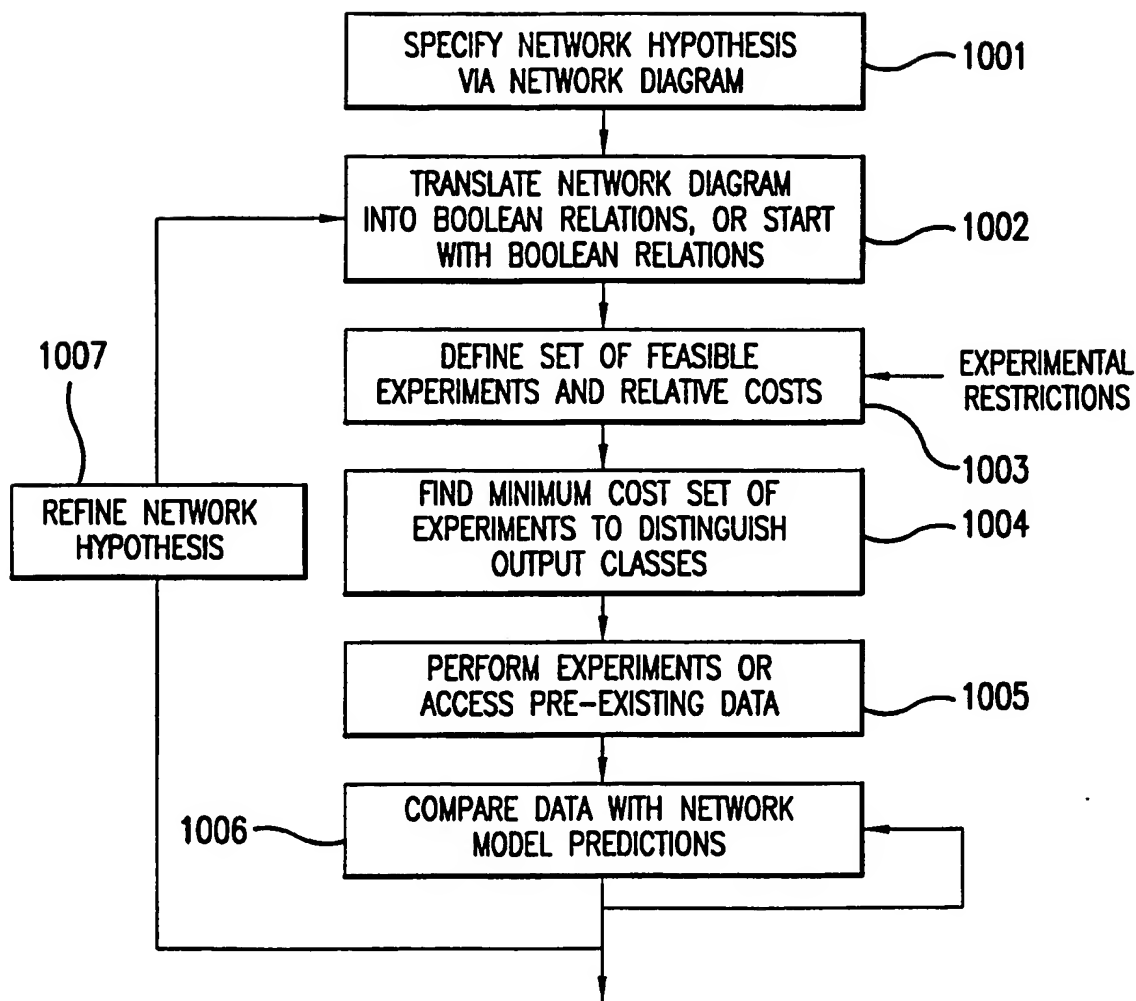 SPECIFY NETWORK HYPOTHESIS
VIA NETWORK DIAGRAM
1001
TRANSLATE NETWORK DIAGRAM
INTO BOOLEAN RELATIONS, OR START
WITH BOOLEAN RELATIONS
1002
DEFINE SET OF FEASIBLE
EXPERIMENTS AND RELATIVE COSTS
EXPERIMENTAL
RESTRICTIONS
1003
1007
REFINE NETWORK
HYPOTHESIS
FIND MINIMUM COST SET OF
EXPERIMENTS TO DISTINGUISH
OUTPUT CLASSES
1004
PERFORM EXPERIMENTS OR
ACCESS PRE-EXISTING DATA
1005
COMPARE DATA WITH NETWORK
MODEL PREDICTIONS
1006